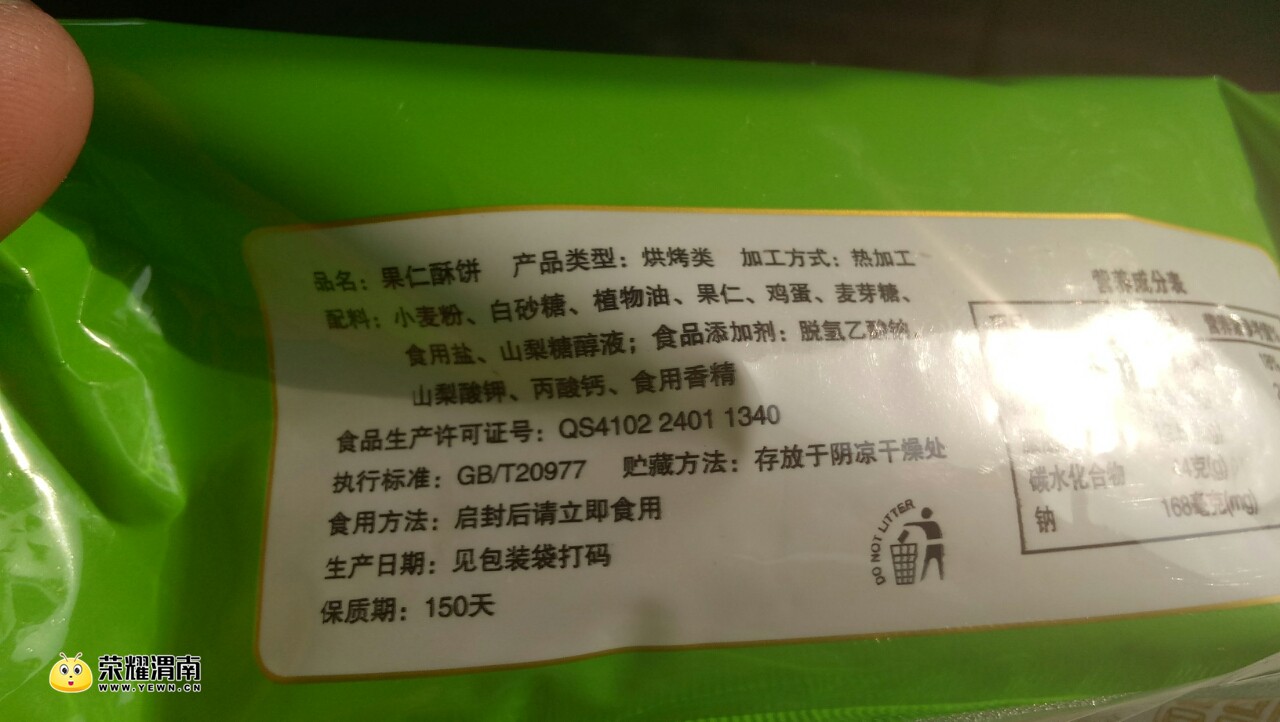 品名：果仁酥饼 产品类型：烘烤类 加工方式：热加工
配料：小麦粉、白砂糖、植物油、果仁、鸡蛋、麦芽糖、
食用盐、山梨糖醇液；食品添加剂：脱氢乙酸钠、
山梨酸钾、丙酸钙、食用香精
食品生产许可证号：QS4102 2401 1340
执行标准：GB/T20977 贮藏方法：存放于阴凉干燥处
食用方法：启封后请立即食用
生产日期：见包装袋打码
保质期：150天
DO NOT LITTER
营养成分表
碳水化合物 克(g)
钠 168毫克(mg)
荣耀渭南
WWW.YEWN.CN